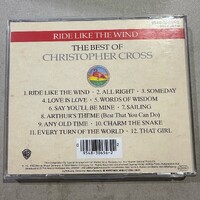 RIDE LIKE THE WIND
THE BEST OF
CHRISTOPHER CROSS
1. RIDE LIKE THE WIND • 2. ALL RIGHT • 3. SOMEDAY
4. LOVE IS LOVE • 5. WORDS OF WISDOM
6. SAY YOU'LL BE MINE • 7. SAILING
8. ARTHUR'S THEME (Best That You Can Do)
9. ANY OLD TIME • 10. CHARM THE SNAKE
11. EVERY TURN OF THE WORLD • 12. THAT GIRL